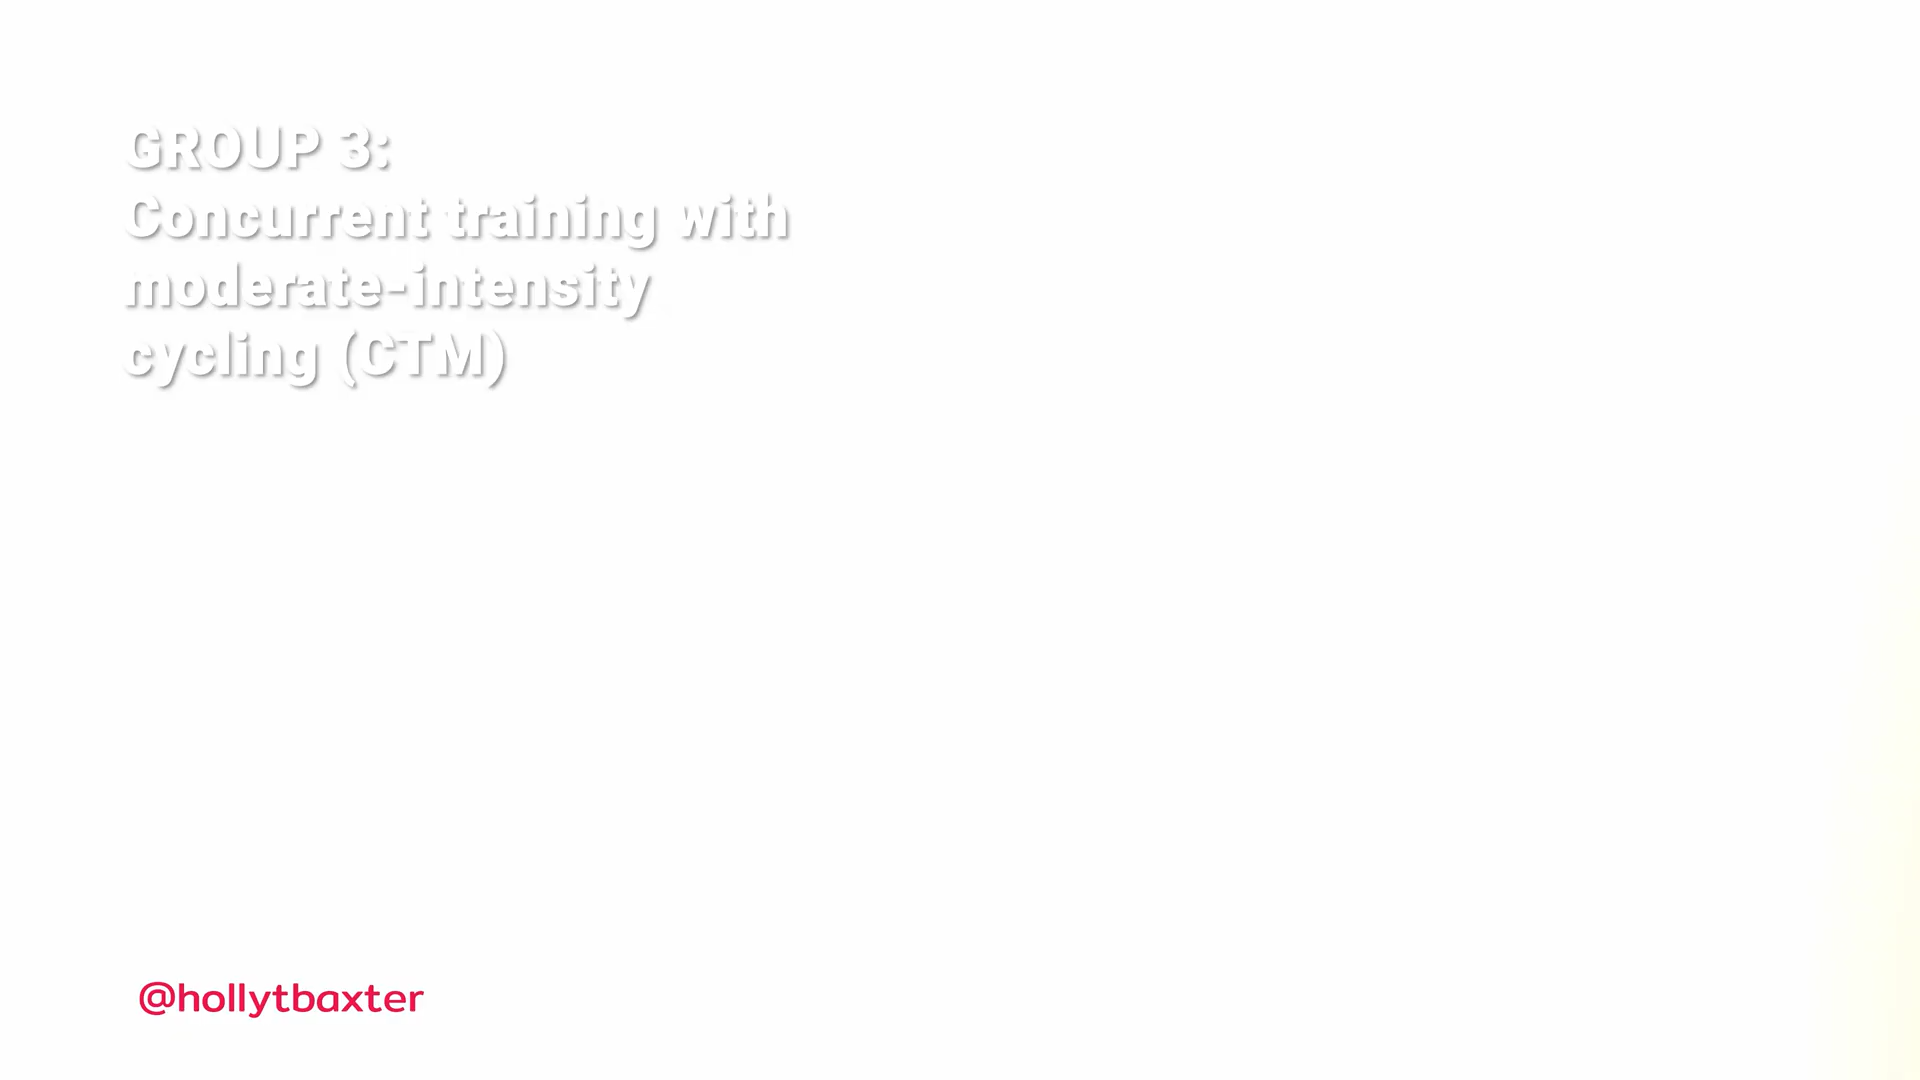 GROUP 3:
Concurrent training with
moderate-intensity
cycling (CTM)
@hollytbaxter